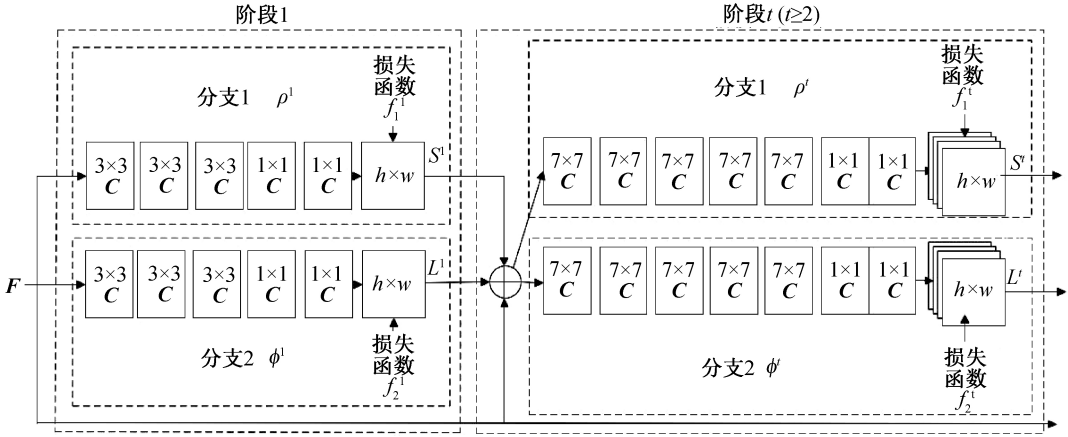 阶段1
阶段t (t≥2)
分支1 ρ¹
损失
函数
f₁¹
3×3
C
3×3
C
3×3
C
1×1
C
1×1
C
h×w
S¹
F
3×3
C
3×3
C
3×3
C
1×1
C
1×1
C
h×w
L¹
分支2 ϕ¹
损失
函数
f₂¹
分支1 ρᵗ
损失
函数
f₁ᵗ
7×7
C
7×7
C
7×7
C
7×7
C
7×7
C
1×1
C
1×1
C
h×w
Sᵗ
7×7
C
7×7
C
7×7
C
7×7
C
7×7
C
1×1
C
1×1
C
h×w
Lᵗ
分支2 ϕᵗ
损失
函数
f₂ᵗ